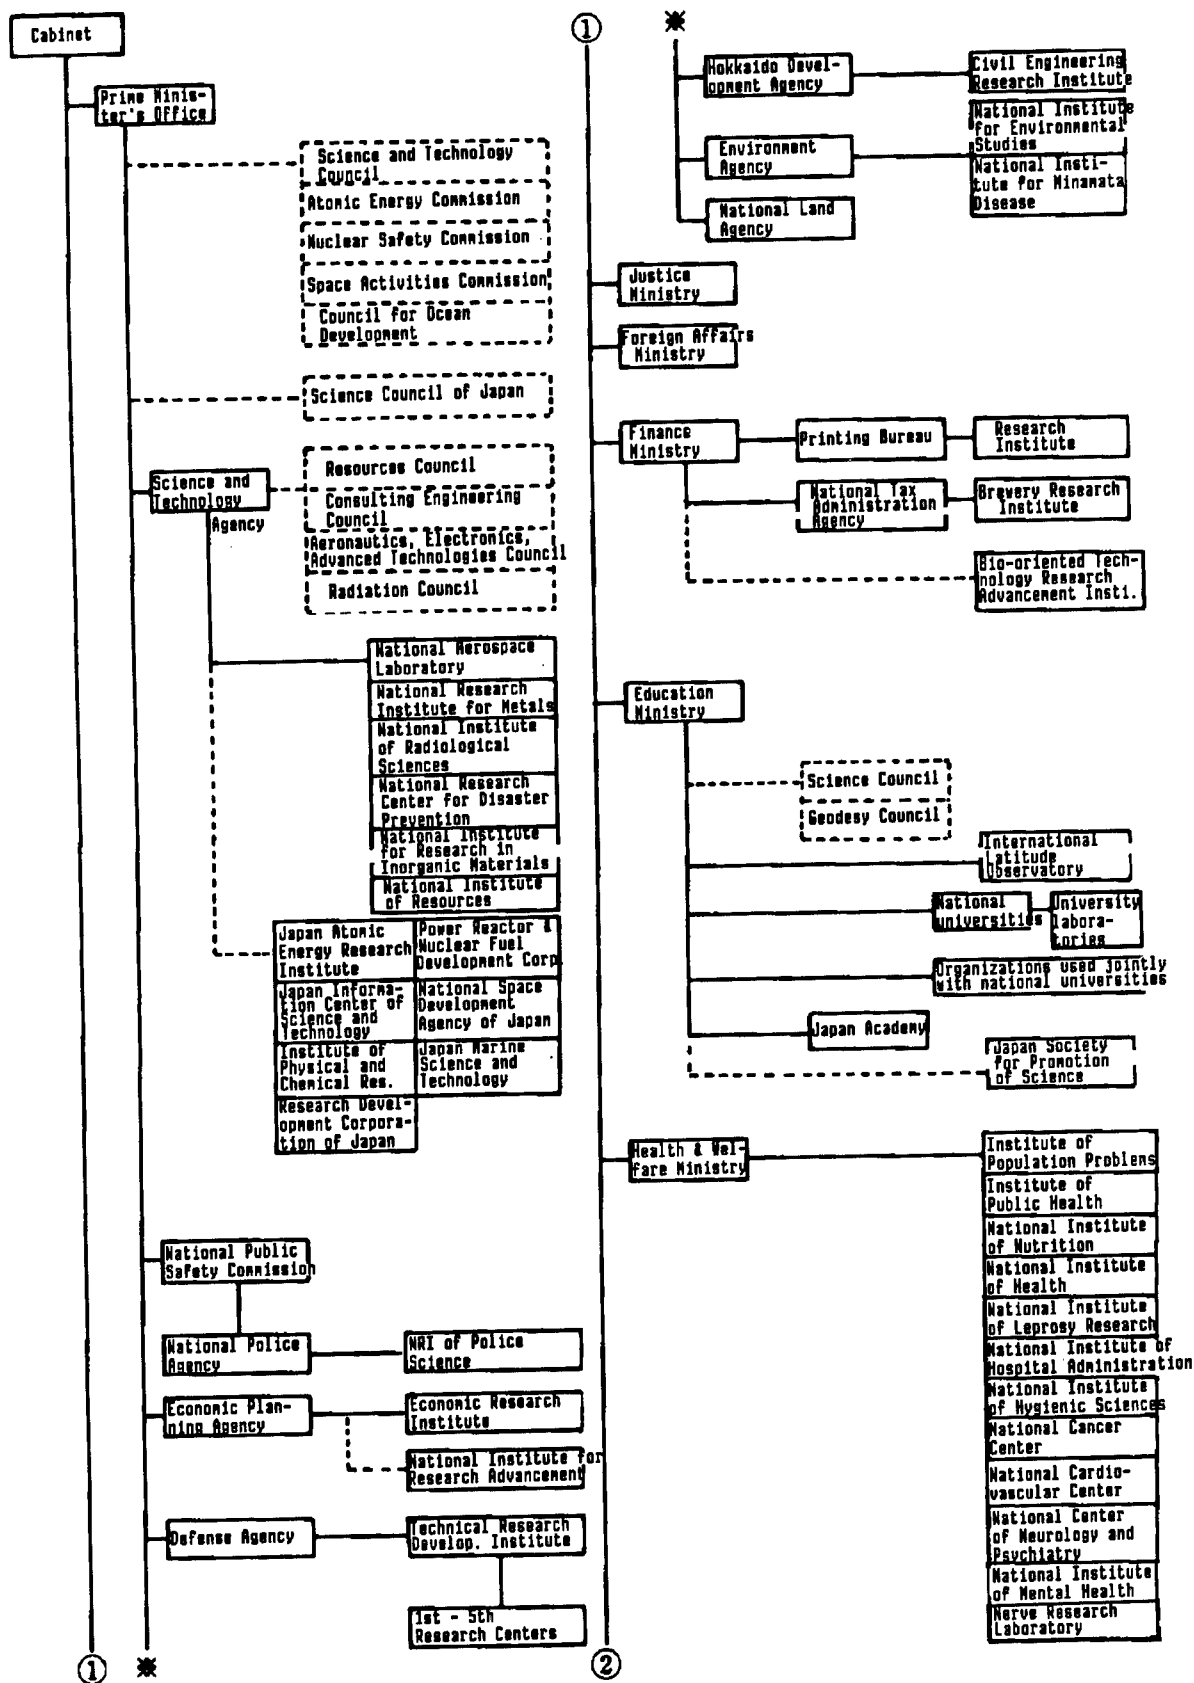 Cabinet
Prime Minis-
ter's Office
Science and Technology
Council
Atomic Energy Commission
Nuclear Safety Commission
Space Activities Commission
Council for Ocean
Development
Science Council of Japan
Science and
Technology
Agency
Resources Council
Consulting Engineering
Council
Aeronautics, Electronics,
Advanced Technologies Council
Radiation Council
National Aerospace
Laboratory
National Research
Institute for Metals
National Institute
of Radiological
Sciences
National Research
Center for Disaster
Prevention
National Institute
for Research in
Inorganic Materials
National Institute
of Resources
Japan Atomic
Energy Research
Institute
Power Reactor &
Nuclear Fuel
Development Corp.
Japan Informa-
tion Center of
Science and
Technology
National Space
Development
Agency of Japan
Institute of
Physical and
Chemical Res.
Japan Marine
Science and
Technology
Research Devel-
opment Corpora-
tion of Japan
National Public
Safety Commission
National Police
Agency
NRI of Police
Science
Economic Plan-
ning Agency
Economic Research
Institute
National Institute for
Research Advancement
Defense Agency
Technical Research
Develop. Institute
1st - 5th
Research Centers
① ※
① ※
Hokkaido Devel-
opment Agency
Civil Engineering
Research Institute
Environment
Agency
National Institute
for Environmental
Studies
National Insti-
tute for Minamata
Disease
National Land
Agency
Justice
Ministry
Foreign Affairs
Ministry
Finance
Ministry
Printing Bureau
Research
Institute
National Tax
Administration
Agency
Brewery Research
Institute
Bio-oriented Tech-
nology Research
Advancement Insti.
Education
Ministry
Science Council
Geodesy Council
International
Latitude
Observatory
National
universities
University
labora-
tories
Organizations used jointly
with national universities
Japan Academy
Japan Society
for Promotion
of Science
Health & Wel-
fare Ministry
Institute of
Population Problems
Institute of
Public Health
National Institute
of Nutrition
National Institute
of Health
National Institute
of Leprosy Research
National Institute of
Hospital Administration
National Institute
of Hygienic Sciences
National Cancer
Center
National Cardio-
vascular Center
National Center
of Neurology and
Psychiatry
National Institute
of Mental Health
Nerve Research
Laboratory
②